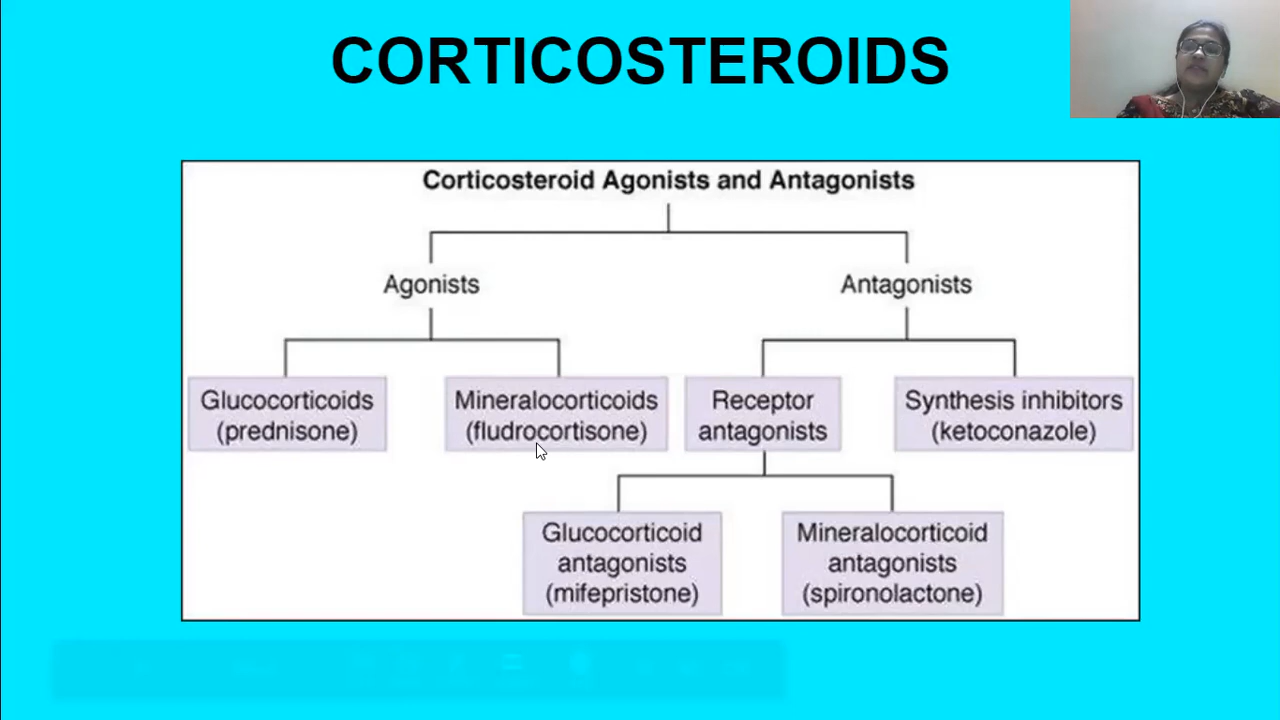 CORTICOSTEROIDS
Corticosteroid Agonists and Antagonists
Agonists
Antagonists
Glucocorticoids
(prednisone)
Mineralocorticoids
(fludrocortisone)
Receptor
antagonists
Synthesis inhibitors
(ketoconazole)
Glucocorticoid
antagonists
(mifepristone)
Mineralocorticoid
antagonists
(spironolactone)